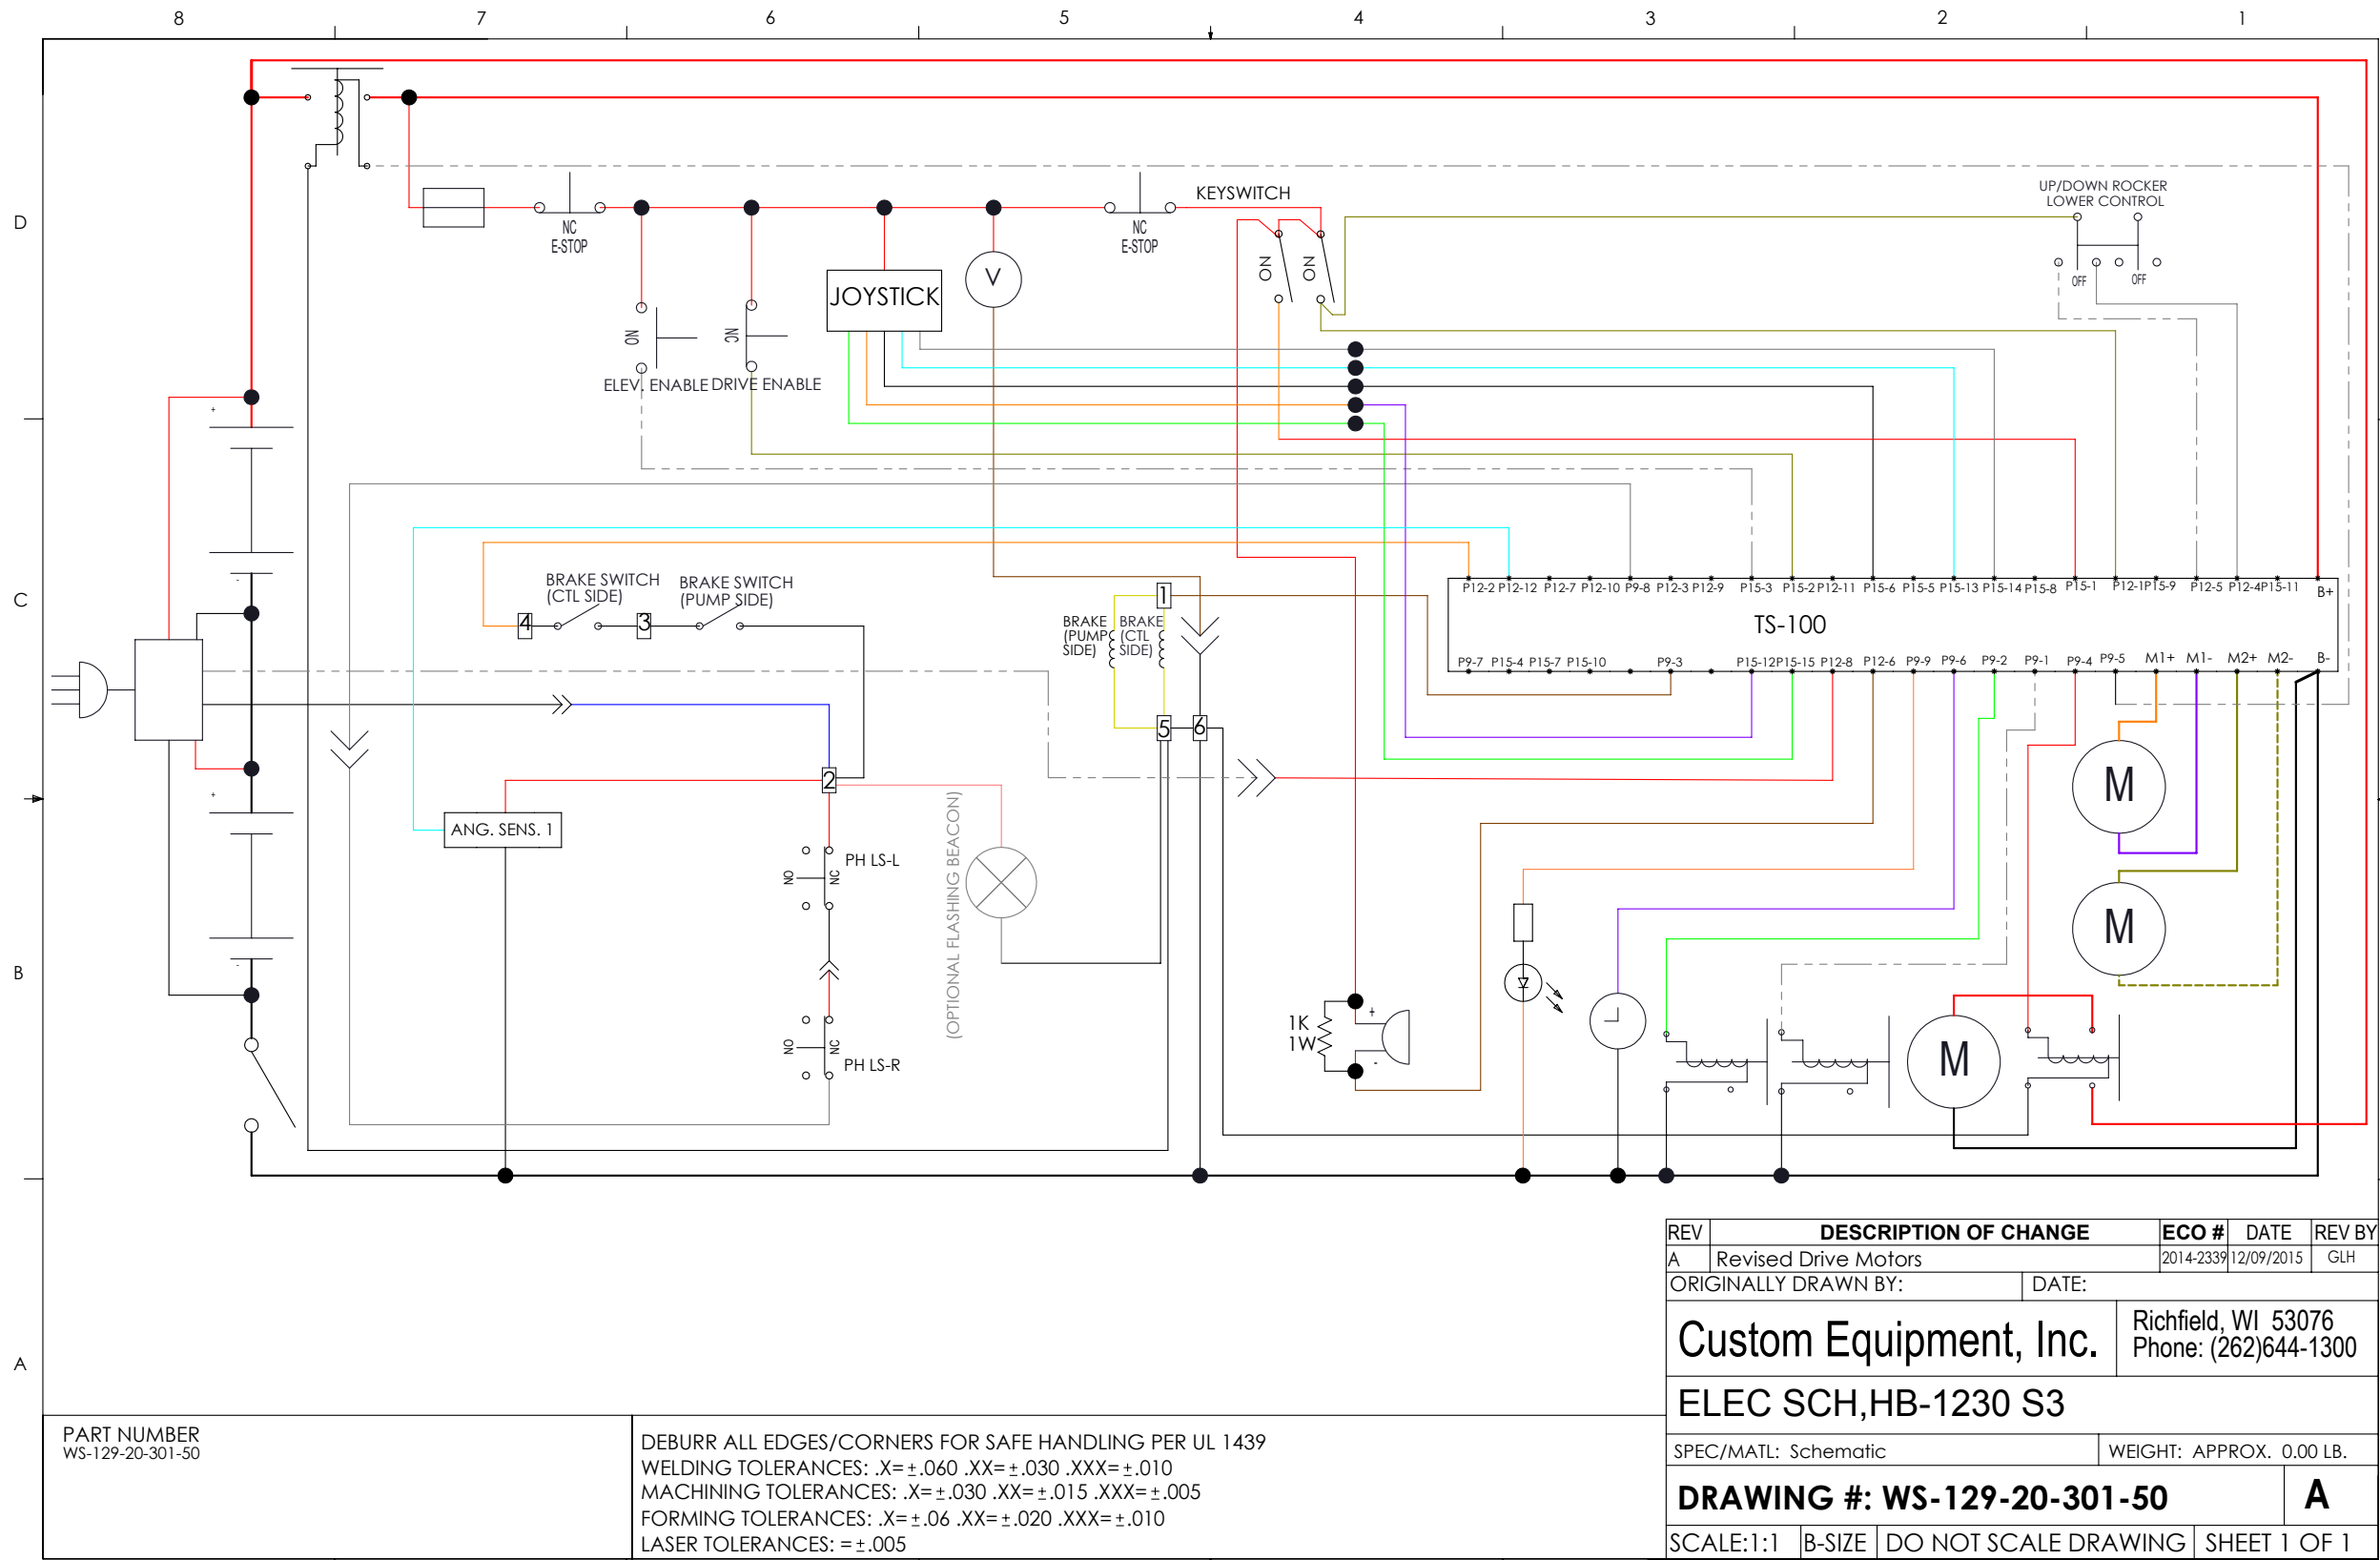 8 7 6 5 4 3 2 1
D
C
B
A
NC
E-STOP
NC
E-STOP
KEYSWITCH
ON
ON
UP/DOWN ROCKER
LOWER CONTROL
OFF
OFF
JOYSTICK
V
NO
NC
ELEV. ENABLE
DRIVE ENABLE
+
-
+
-
BRAKE SWITCH
(CTL SIDE)
BRAKE SWITCH
(PUMP SIDE)
4
3
1
BRAKE
(PUMP
SIDE)
BRAKE
(CTL
SIDE)
5
6
2
P12-2 P12-12 P12-7 P12-10 P9-8 P12-3 P12-9 P15-3 P15-2 P12-11 P15-6 P15-5 P15-13 P15-14 P15-8 P15-1 P12-1 P15-9 P12-5 P12-4 P15-11 B+
TS-100
P9-7 P15-4 P15-7 P15-10 P9-3 P15-12 P15-15 P12-8 P12-6 P9-9 P9-6 P9-2 P9-1 P9-4 P9-5 M1+ M1- M2+ M2- B-
ANG. SENS. 1
(OPTIONAL FLASHING BEACON)
NO
NC
PH LS-L
NO
NC
PH LS-R
1K
1W
+
-
M
M
M
REV DESCRIPTION OF CHANGE ECO # DATE REV BY
A Revised Drive Motors 2014-2339 12/09/2015 GLH
ORIGINALLY DRAWN BY: DATE:
Custom Equipment, Inc.
Richfield, WI 53076
Phone: (262)644-1300
ELEC SCH,HB-1230 S3
SPEC/MATL: Schematic WEIGHT: APPROX. 0.00 LB.
DRAWING #: WS-129-20-301-50 A
SCALE:1:1 B-SIZE DO NOT SCALE DRAWING SHEET 1 OF 1
PART NUMBER
WS-129-20-301-50
DEBURR ALL EDGES/CORNERS FOR SAFE HANDLING PER UL 1439
WELDING TOLERANCES: .X=±.060 .XX=±.030 .XXX=±.010
MACHINING TOLERANCES: .X=±.030 .XX=±.015 .XXX=±.005
FORMING TOLERANCES: .X=±.06 .XX=±.020 .XXX=±.010
LASER TOLERANCES: =±.005